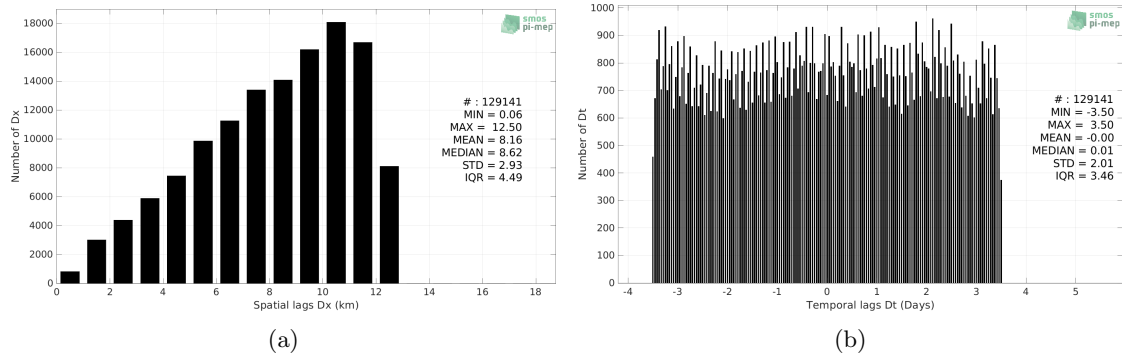 18000
16000
14000
12000
10000
8000
6000
4000
2000
0
Number of Dx
0 2 4 6 8 10 12 14 16 18
Spatial lags Dx (km)
smos
pi-mep
# : 129141
MIN = 0.06
MAX = 12.50
MEAN = 8.16
MEDIAN = 8.62
STD = 2.93
IQR = 4.49
(a)
1000
900
800
700
600
500
400
300
200
100
0
Number of Dt
-4 -3 -2 -1 0 1 2 3 4 5
Temporal lags Dt (Days)
smos
pi-mep
# : 129141
MIN = -3.50
MAX = 3.50
MEAN = -0.00
MEDIAN = 0.01
STD = 2.01
IQR = 3.46
(b)